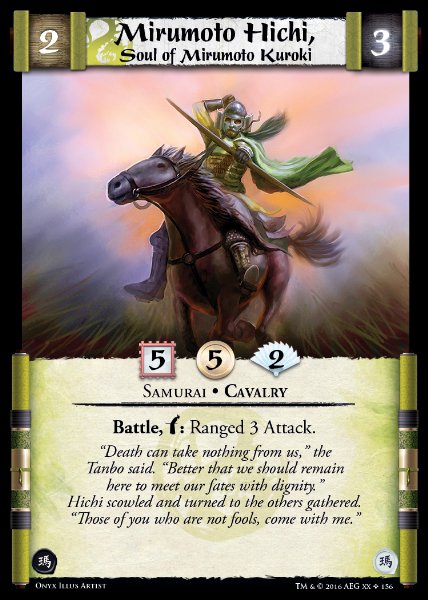 2
Mirumoto Hichi,
Soul of Mirumoto Kuroki
3
5 5 2
Samurai • Cavalry
Battle, : Ranged 3 Attack.
“Death can take nothing from us,” the
Tanbo said. “Better that we should remain
here to meet our fates with dignity.”
Hichi scowled and turned to the others gathered.
“Those of you who are not fools, come with me.”
瑪 瑪
Onyx Illus Artist
TM & © 2016 AEG XX ❖ 156